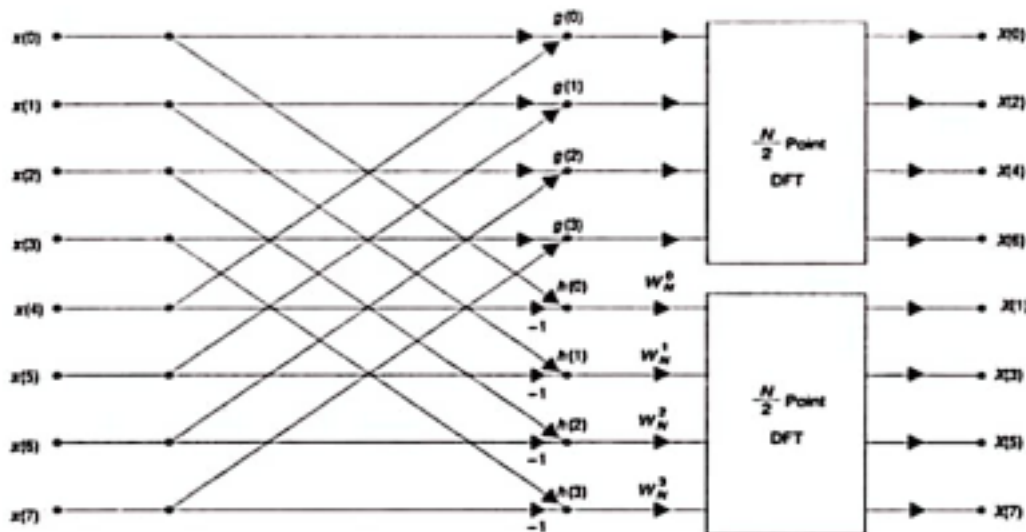 x(0) g(0) X(0)
x(1) g(1) X(2)
N/2 Point
x(2) g(2) X(4)
DFT
x(3) g(3) X(6)
x(4) h(0) W_N^0 X(1)
-1
x(5) h(1) W_N^1 X(3)
-1
N/2 Point
x(6) h(2) W_N^2 X(5)
DFT
-1
x(7) h(3) W_N^3 X(7)
-1